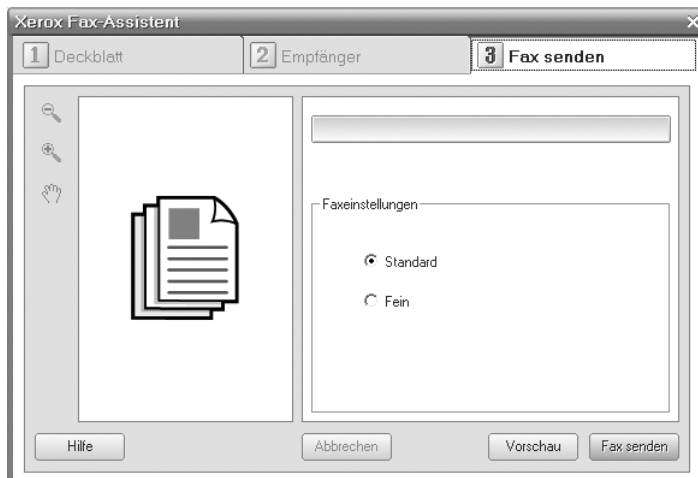 Xerox Fax-Assistent
1 Deckblatt
2 Empfänger
3 Fax senden
Faxeinstellungen
Standard
Fein
Hilfe
Abbrechen
Vorschau
Fax senden